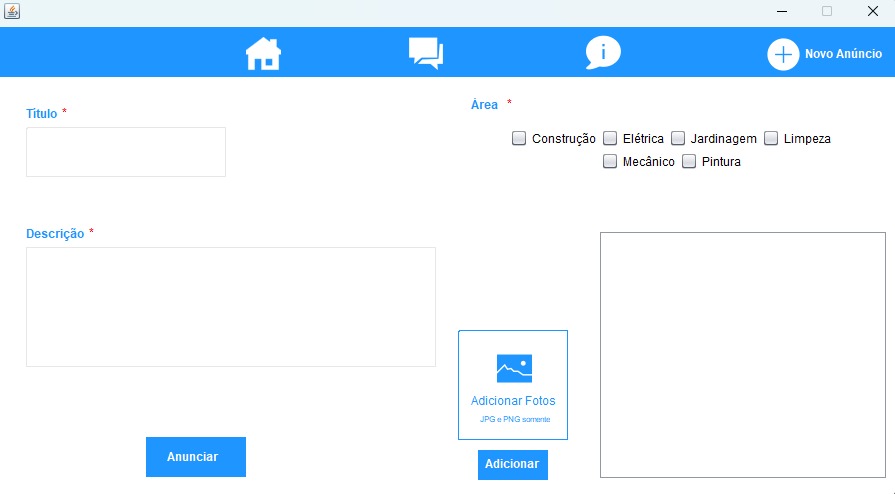 i
Novo Anúncio
Título *
Área *
Construção Elétrica Jardinagem Limpeza
Mecânico Pintura
Descrição *
Adicionar Fotos
JPG e PNG somente
Anunciar
Adicionar